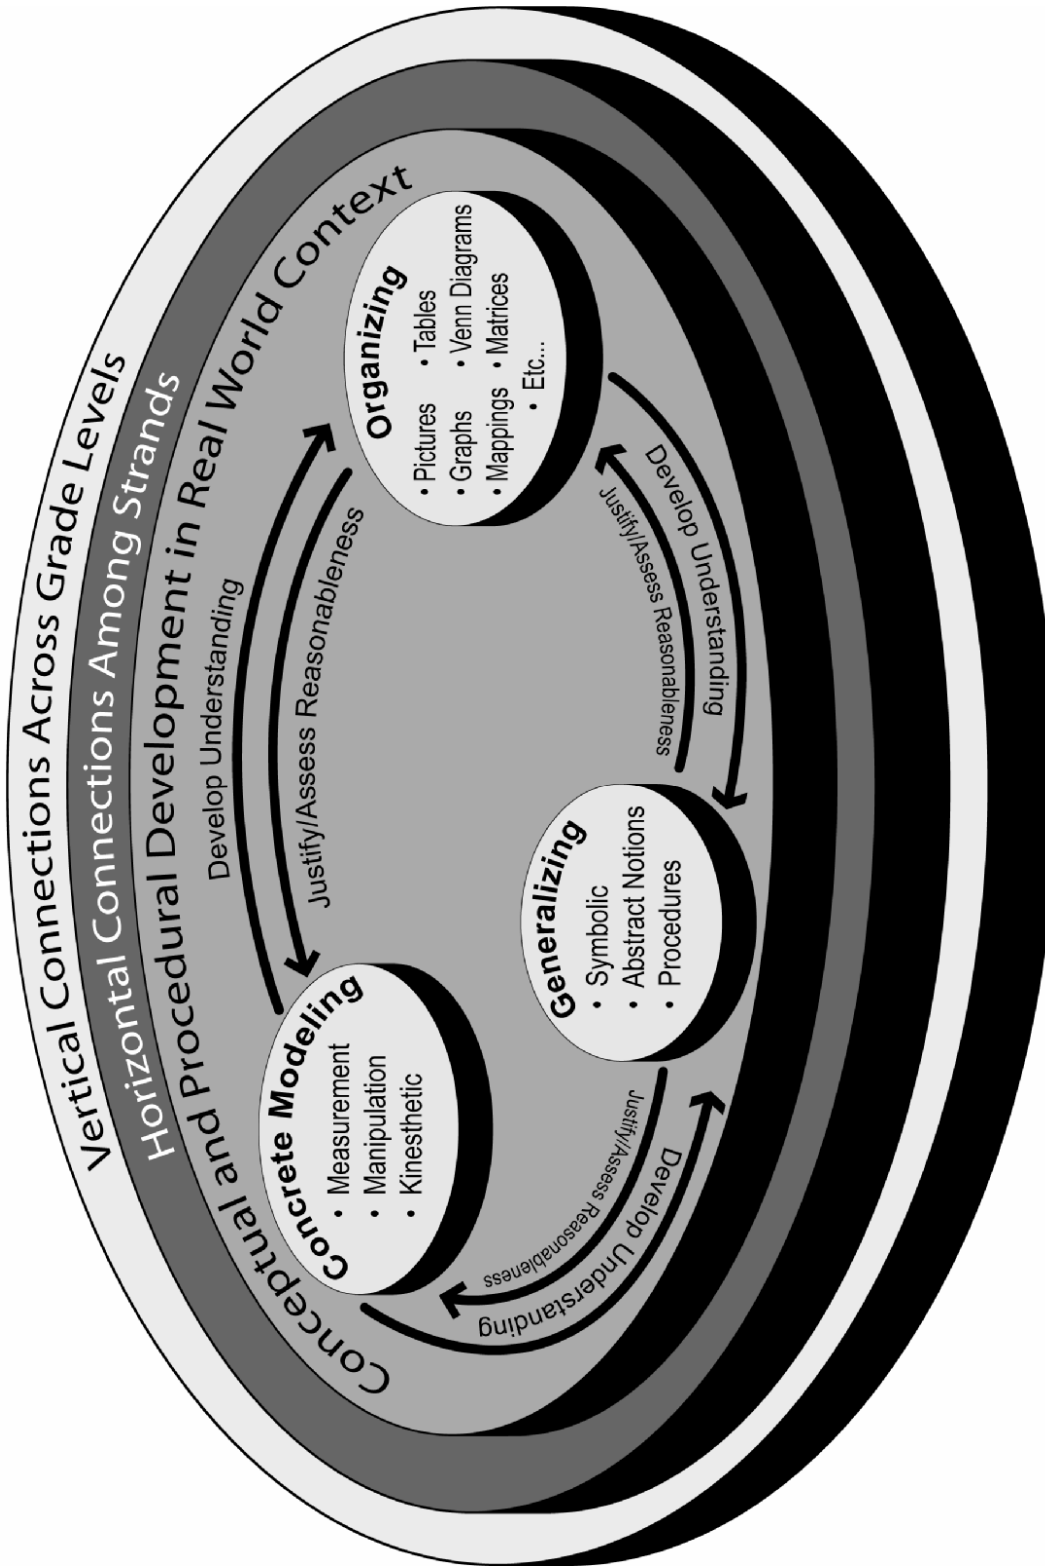 Vertical Connections Across Grade Levels
Horizontal Connections Among Strands
Conceptual and Procedural Development in Real World Context
Develop Understanding
Justify/Assess Reasonableness
Concrete Modeling
• Measurement
• Manipulation
• Kinesthetic
Organizing
• Pictures • Tables
• Graphs • Venn Diagrams
• Mappings • Matrices
• Etc...
Justify/Assess Reasonableness
Develop Understanding
Generalizing
• Symbolic
• Abstract Notions
• Procedures
Justify/Assess Reasonableness
Develop Understanding